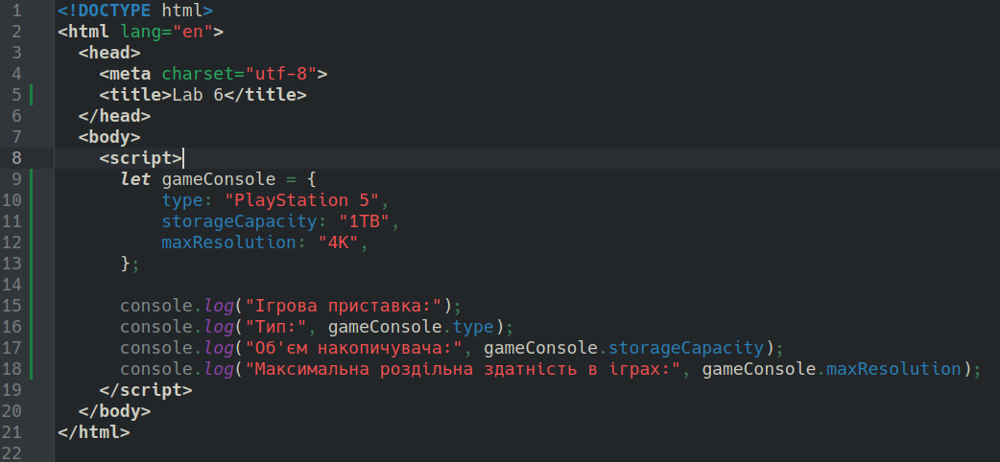 1 <!DOCTYPE html>
2 <html lang="en">
3   <head>
4     <meta charset="utf-8">
5     <title>Lab 6</title>
6   </head>
7   <body>
8     <script>
9       let gameConsole = {
10           type: "PlayStation 5",
11           storageCapacity: "1TB",
12           maxResolution: "4K",
13       };
14
15       console.log("Ігрова приставка:");
16       console.log("Тип:", gameConsole.type);
17       console.log("Об'єм накопичувача:", gameConsole.storageCapacity);
18       console.log("Максимальна роздільна здатність в іграх:", gameConsole.maxResolution);
19     </script>
20   </body>
21 </html>
22